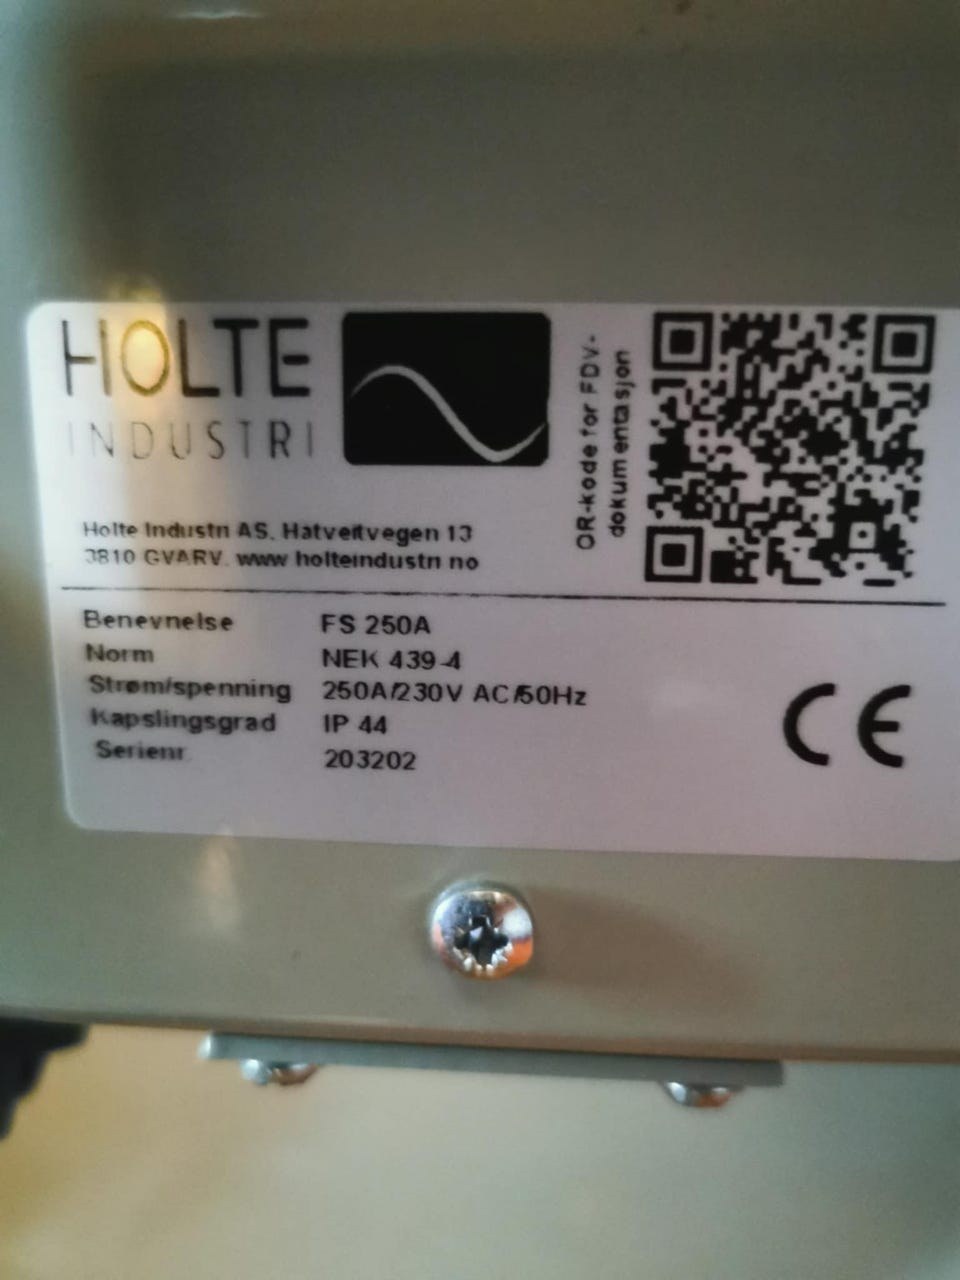 HOLTE
INDUSTRI
QR-kode for FDV-
dokumentasjon
Holte Industri AS, Hatveitvegen 13
3810 GVARV. www holteindustri no
Benevnelse FS 250A
Norm NEK 439-4
Strøm/spenning 250A/230V AC/50Hz
Kapslingsgrad IP 44
Serienr 203202
CE